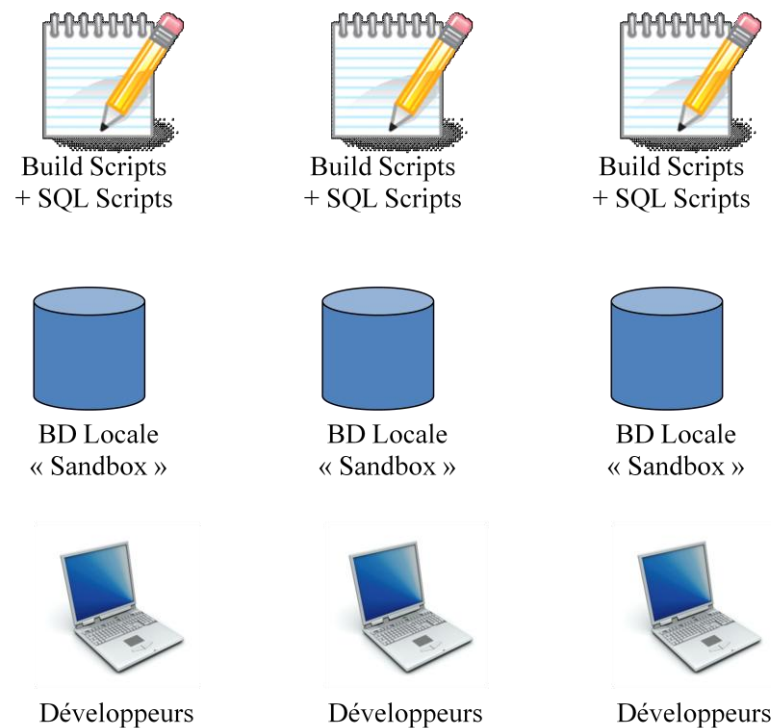 Build Scripts
+ SQL Scripts
Build Scripts
+ SQL Scripts
Build Scripts
+ SQL Scripts
BD Locale
« Sandbox »
BD Locale
« Sandbox »
BD Locale
« Sandbox »
Développeurs
Développeurs
Développeurs